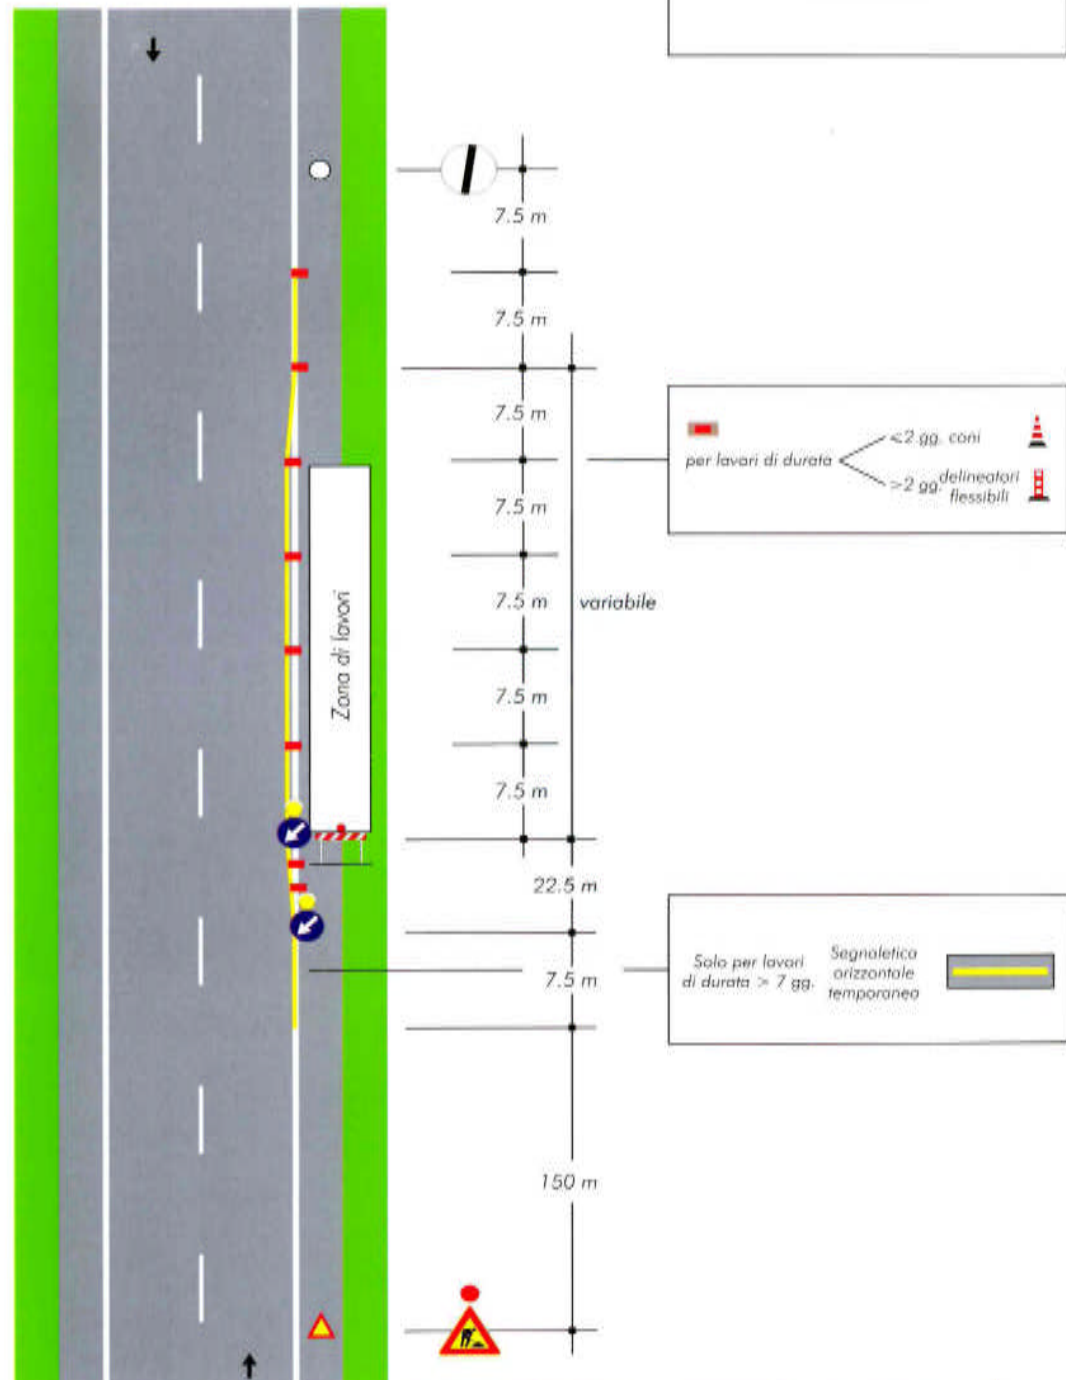 7.5 m
7.5 m
7.5 m
per lavori di durata
<2 gg. coni
>2 gg. delineatori
flessibili
7.5 m
7.5 m
variabile
Zona di lavori
7.5 m
7.5 m
22.5 m
7.5 m
Solo per lavori
di durata > 7 gg.
Segnaletica
orizzontale
temporanea
150 m